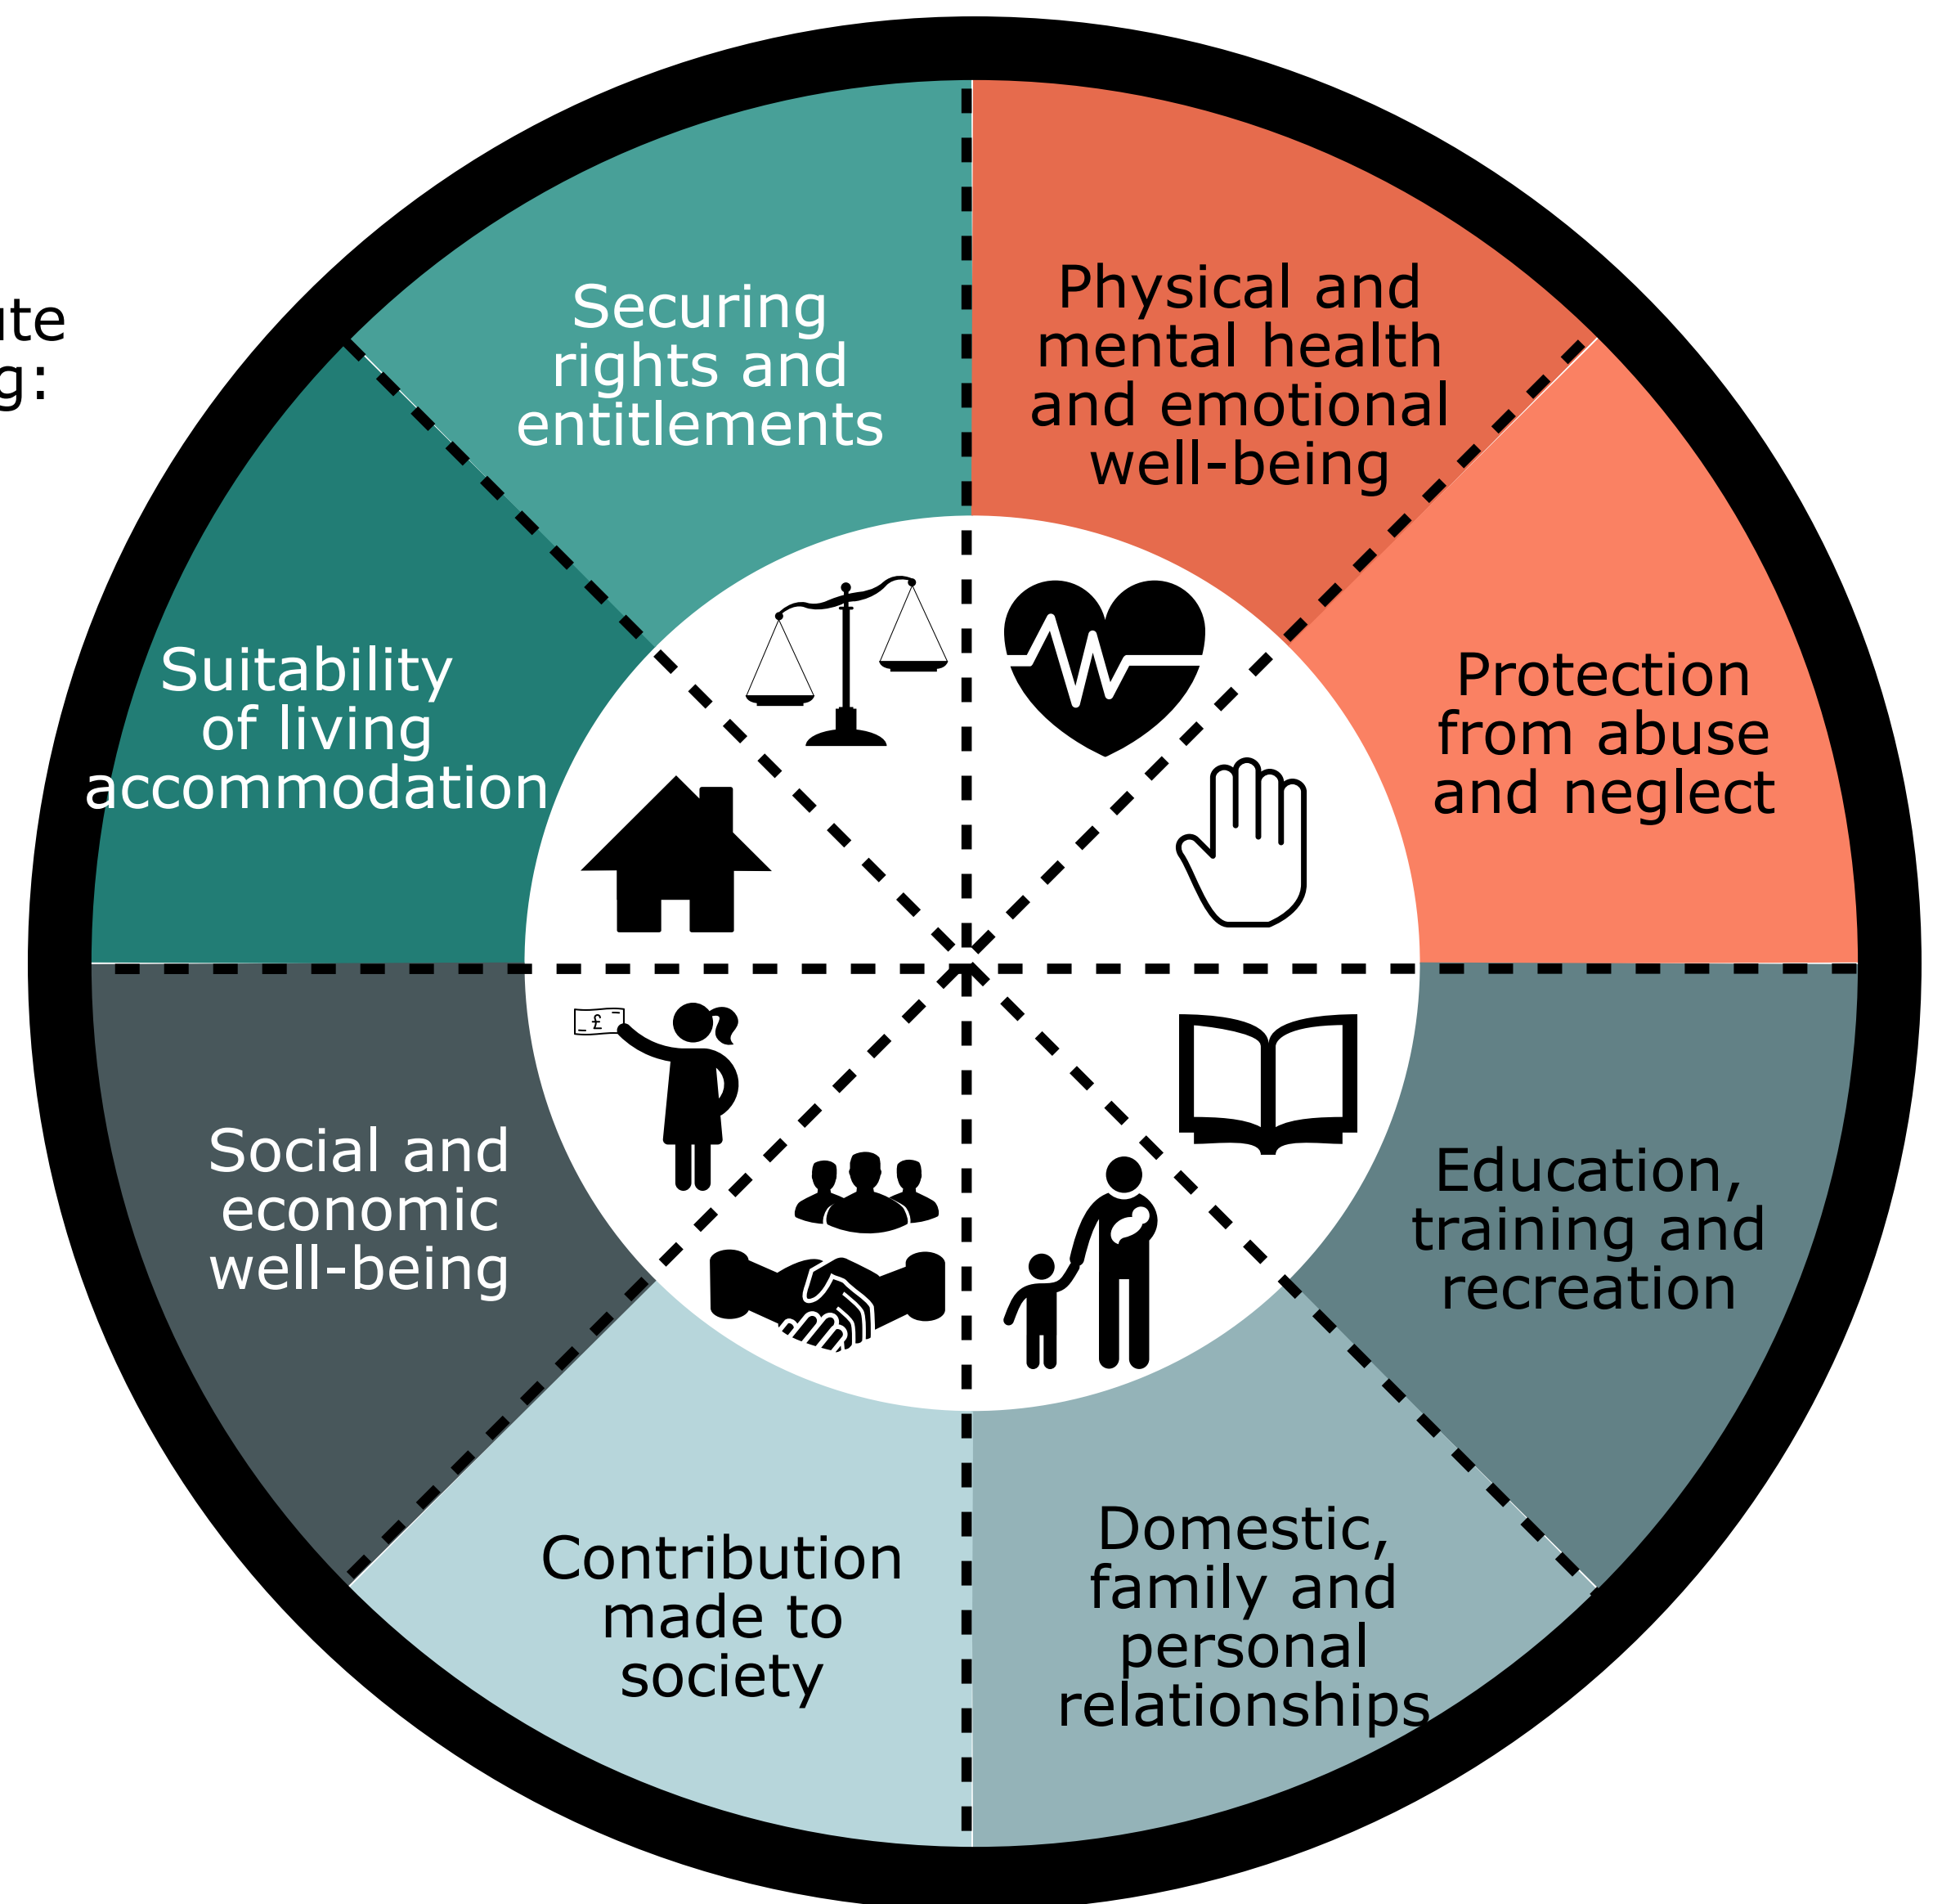 g:
Securing
rights and
entitlements
Physical and
mental health
and emotional
well-being
Protection
from abuse
and neglect
Education,
training and
recreation
Domestic,
family and
personal
relationships
Contribution
made to
society
Social and
economic
well-being
£
Suitability
of living
accommodation